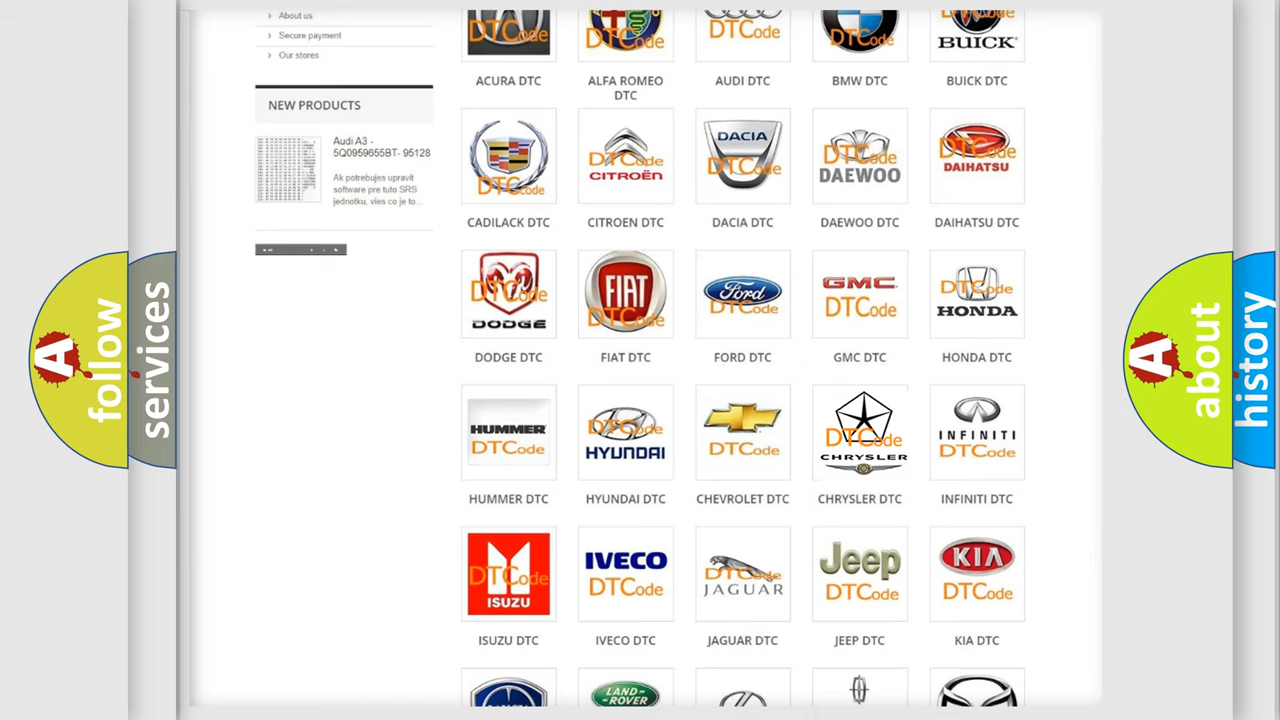 About us
Secure payment
Our stores
NEW PRODUCTS
Audi A3 -
5Q0959655BT- 95128
Ak potrebujes upravit
software pre tuto SRS
jednotku, vies co je to...
DTCode
DTCode
DTCode
DTCode
BUICK
ACURA DTC
ALFA ROMEO
DTC
AUDI DTC
BMW DTC
BUICK DTC
DTCode
DTCode
CITROËN
DACIA
DTCode
DTCode
DAEWOO
DTCode
DAIHATSU
CADILACK DTC
CITROEN DTC
DACIA DTC
DAEWOO DTC
DAIHATSU DTC
DTCode
DODGE
FIAT
DTCode
Ford
DTCode
GMC
DTCode
DTCode
HONDA
DODGE DTC
FIAT DTC
FORD DTC
GMC DTC
HONDA DTC
HUMMER
DTCode
DTCode
HYUNDAI
DTCode
DTCode
CHRYSLER
INFINITI
DTCode
HUMMER DTC
HYUNDAI DTC
CHEVROLET DTC
CHRYSLER DTC
INFINITI DTC
DTCode
ISUZU
IVECO
DTCode
DTCode
JAGUAR
Jeep
DTCode
KIA
DTCode
ISUZU DTC
IVECO DTC
JAGUAR DTC
JEEP DTC
KIA DTC
LAND-
ROVER
A
follow
services
A
about
history